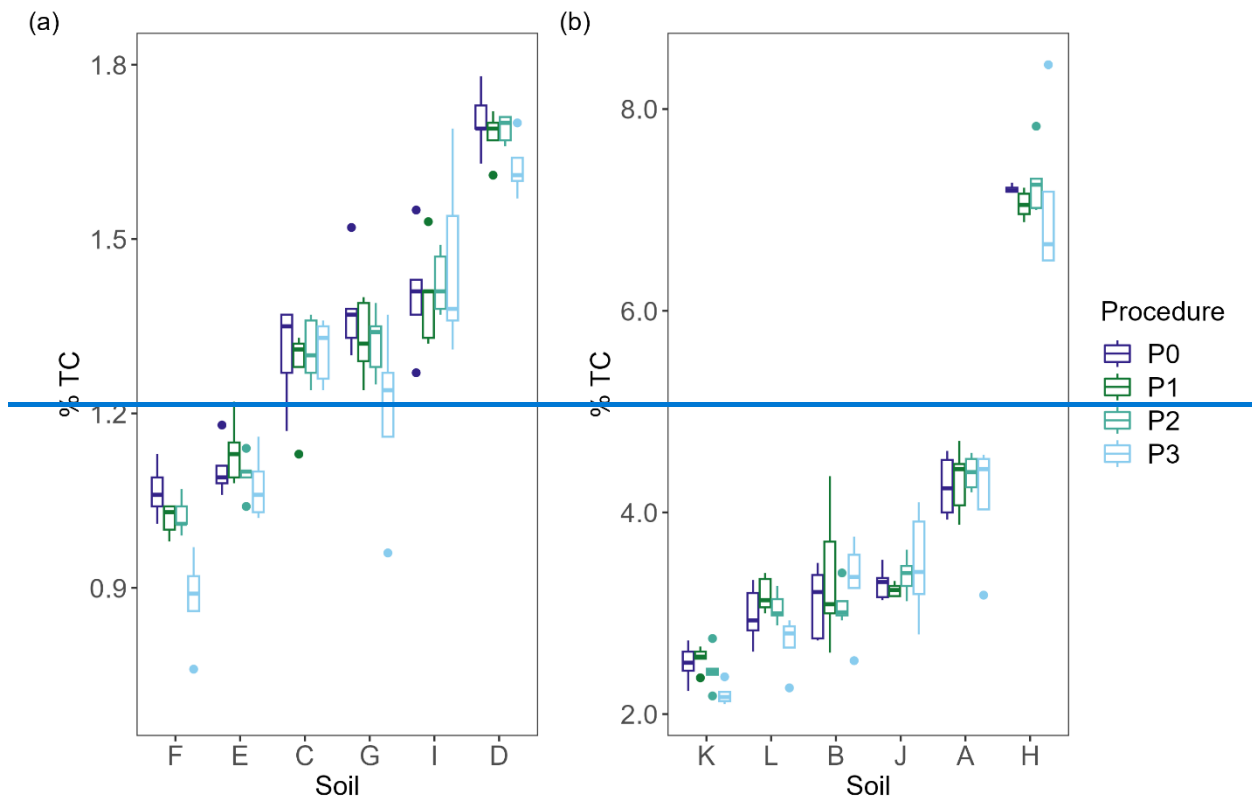 (a)
(b)
% TC
1.8
1.5
1.2
0.9
F E C G I D
Soil
% TC
8.0
6.0
4.0
2.0
K L B J A H
Soil
Procedure
P0
P1
P2
P3